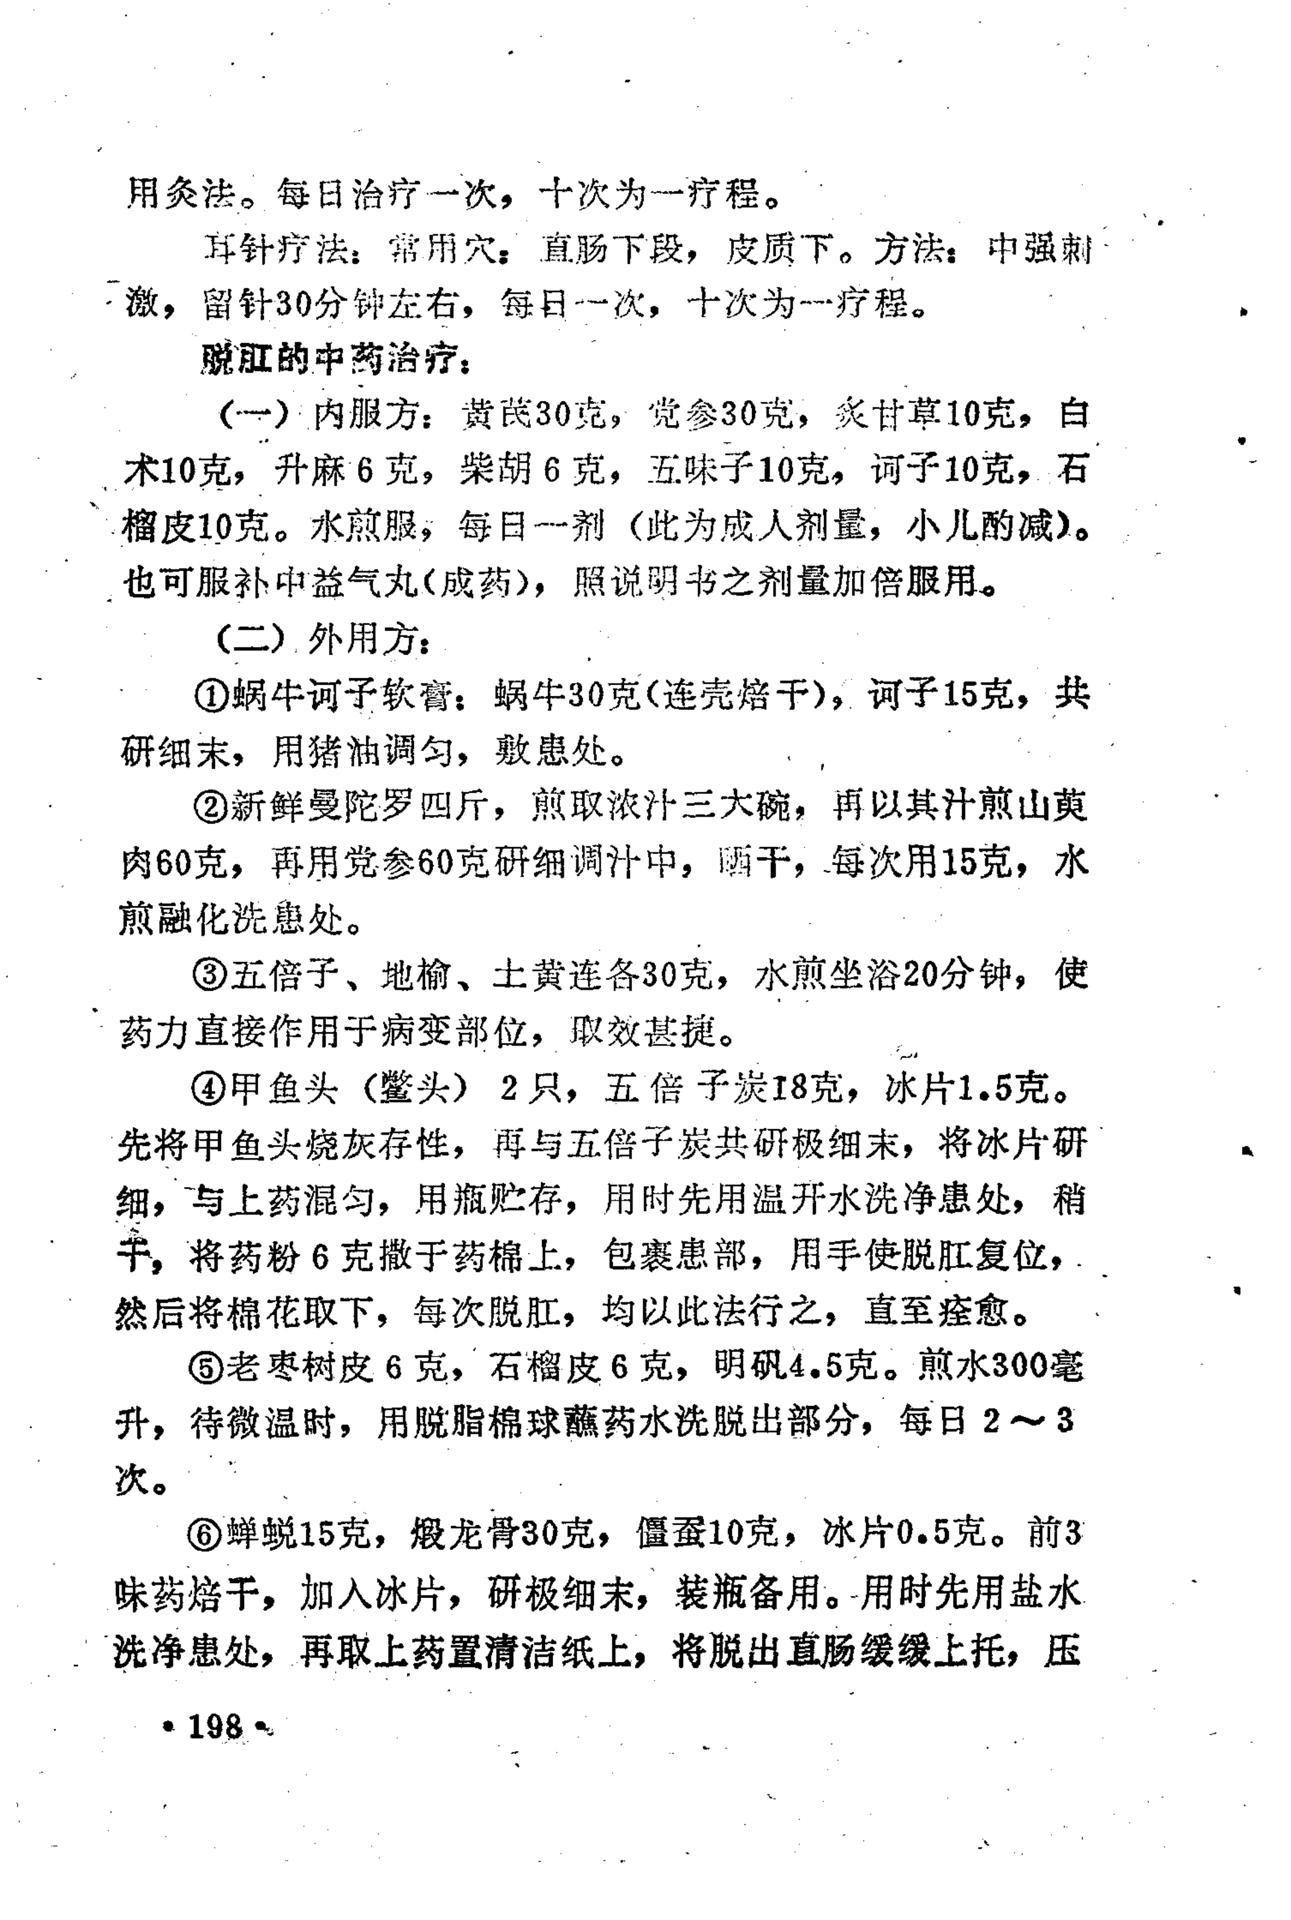 用灸法。每日治疗一次，十次为一疗程。
耳针疗法：常用穴：直肠下段，皮质下。方法：中强刺
激，留针30分钟左右，每日一次，十次为一疗程。
脱肛的中药治疗：
（一）内服方：黄芪30克，党参30克，炙甘草10克，白
术10克，升麻6克，柴胡6克，五味子10克，诃子10克，石
榴皮10克。水煎服，每日一剂（此为成人剂量，小儿酌减）。
也可服补中益气丸（成药），照说明书之剂量加倍服用。
（二）外用方：
①蜗牛诃子软膏：蜗牛30克（连壳焙干），诃子15克，共
研细末，用猪油调匀，敷患处。
②新鲜曼陀罗四斤，煎取浓汁三大碗，再以其汁煎山萸
肉60克，再用党参60克研细调汁中，晒干，每次用15克，水
煎融化洗患处。
③五倍子、地榆、土黄连各30克，水煎坐浴20分钟，使
药力直接作用于病变部位，取效甚捷。
④甲鱼头（鳖头）2只，五倍子炭18克，冰片1.5克。
先将甲鱼头烧灰存性，再与五倍子炭共研极细末，将冰片研
细，与上药混匀，用瓶贮存，用时先用温开水洗净患处，稍
干，将药粉6克撒于药棉上，包裹患部，用手使脱肛复位，
然后将棉花取下，每次脱肛，均以此法行之，直至痊愈。
⑤老枣树皮6克，石榴皮6克，明矾4.5克。煎水300毫
升，待微温时，用脱脂棉球蘸药水洗脱出部分，每日2～3
次。
⑥蝉蜕15克，煅龙骨30克，僵蚕10克，冰片0.5克。前3
味药焙干，加入冰片，研极细末，装瓶备用。用时先用盐水
洗净患处，再取上药置清洁纸上，将脱出直肠缓缓上托，压
•198•